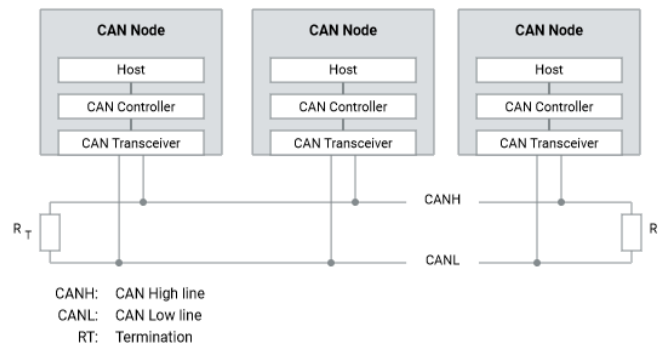 CAN Node CAN Node CAN Node
Host Host Host
CAN Controller CAN Controller CAN Controller
CAN Transceiver CAN Transceiver CAN Transceiver
CANH
R T R
CANL
CANH: CAN High line
CANL: CAN Low line
RT: Termination